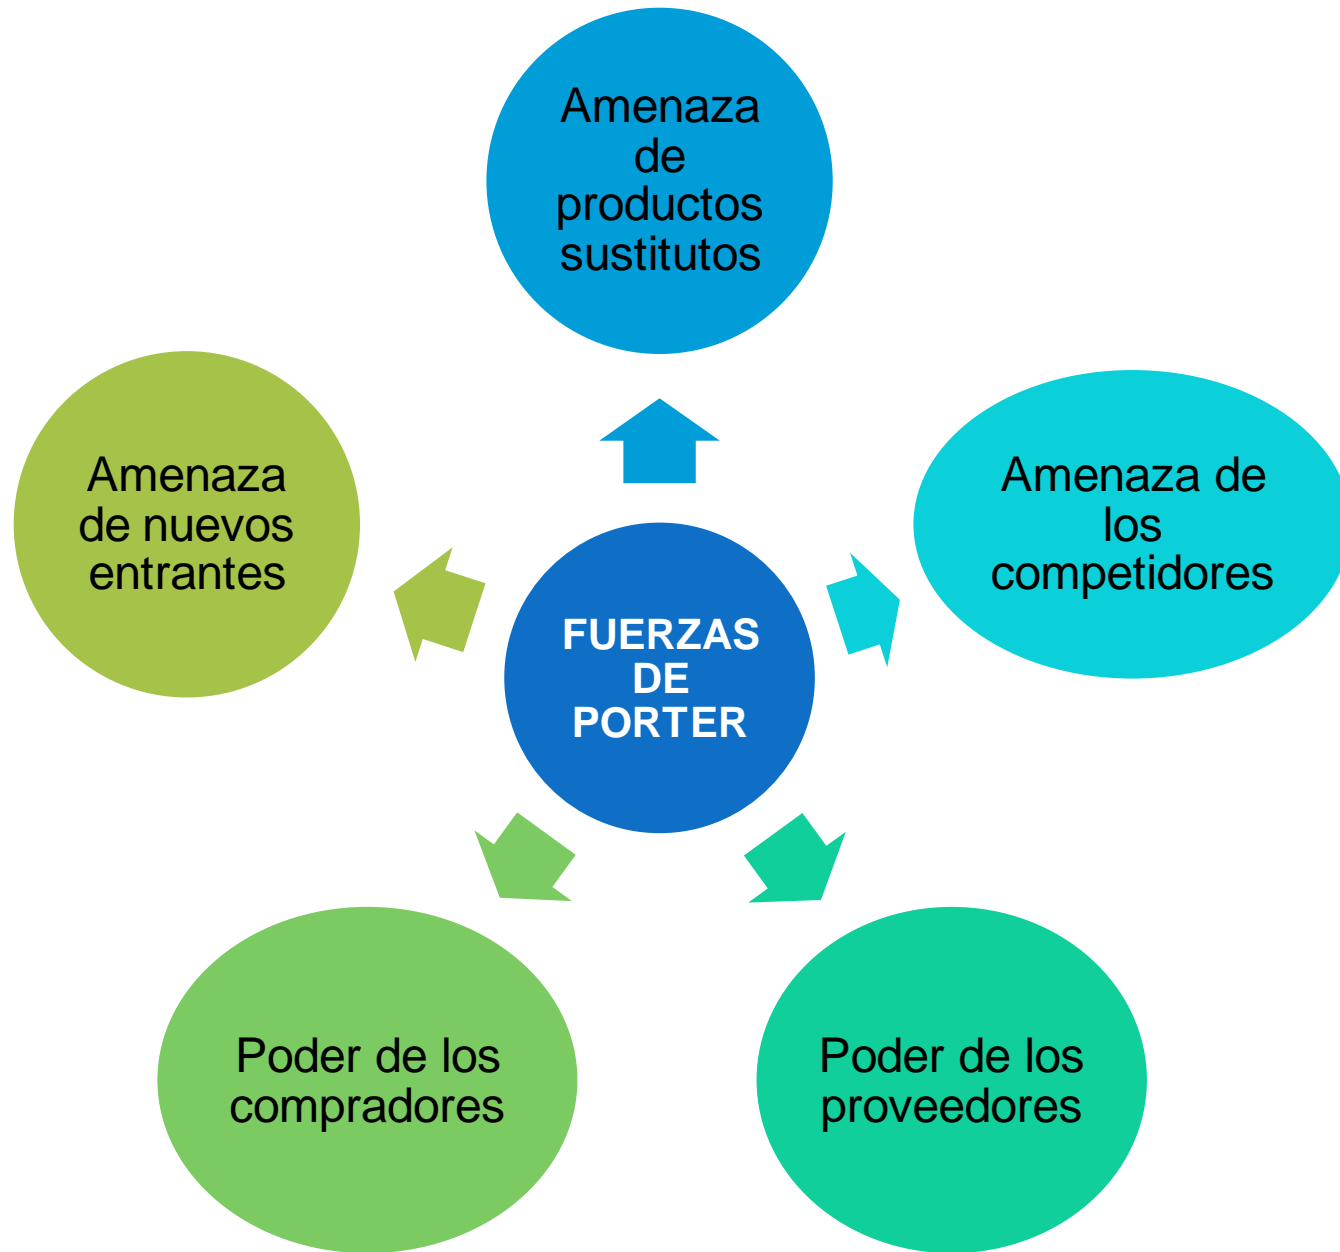 Amenaza
de
productos
sustitutos
Amenaza de
los
competidores
Poder de los
proveedores
Poder de los
compradores
Amenaza
de nuevos
entrantes
FUERZAS
DE
PORTER